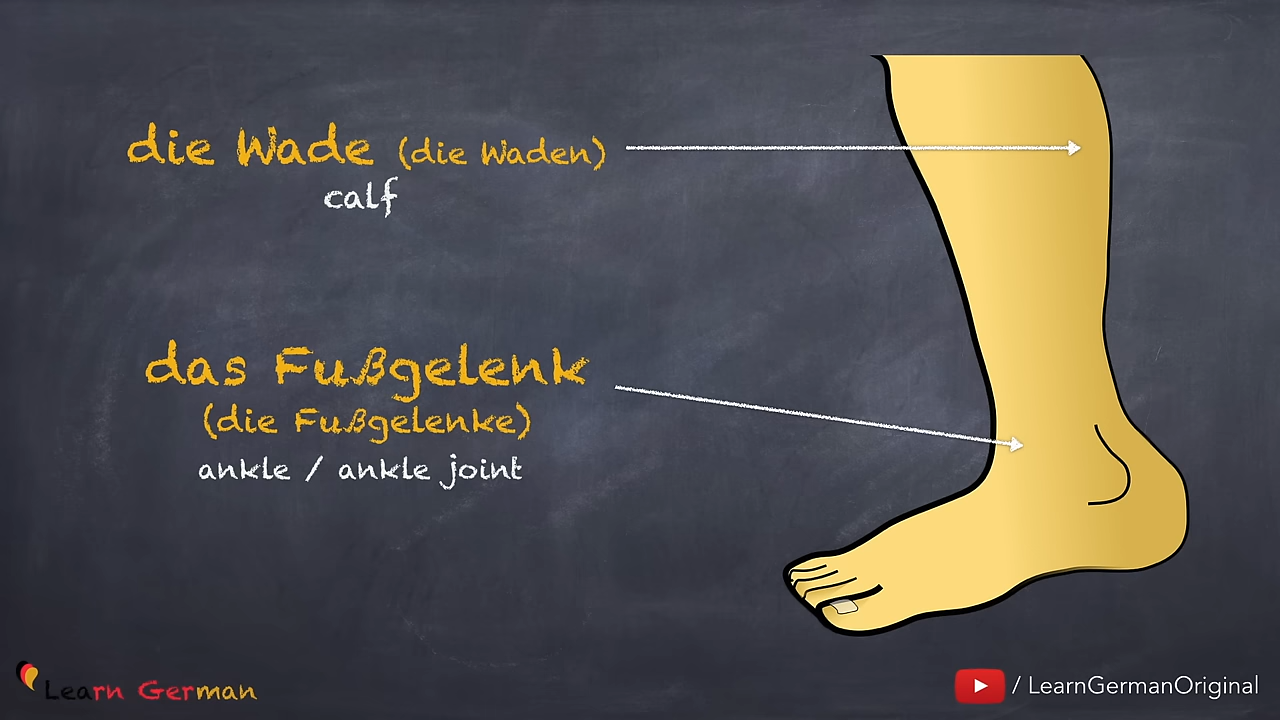 die Wade (die Waden)
calf
das Fußgelenk
(die Fußgelenke)
ankle / ankle joint
Learn German
/ LearnGermanOriginal